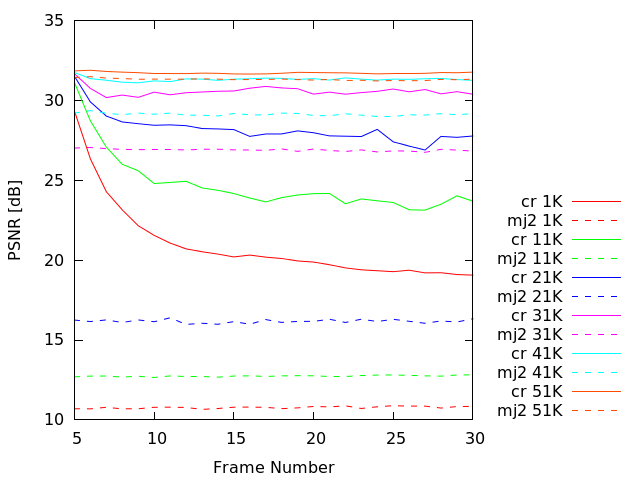 35
30
25
20
15
10
PSNR [dB]
5
10
15
20
25
30
Frame Number
cr 1K
mj2 1K
cr 11K
mj2 11K
cr 21K
mj2 21K
cr 31K
mj2 31K
cr 41K
mj2 41K
cr 51K
mj2 51K